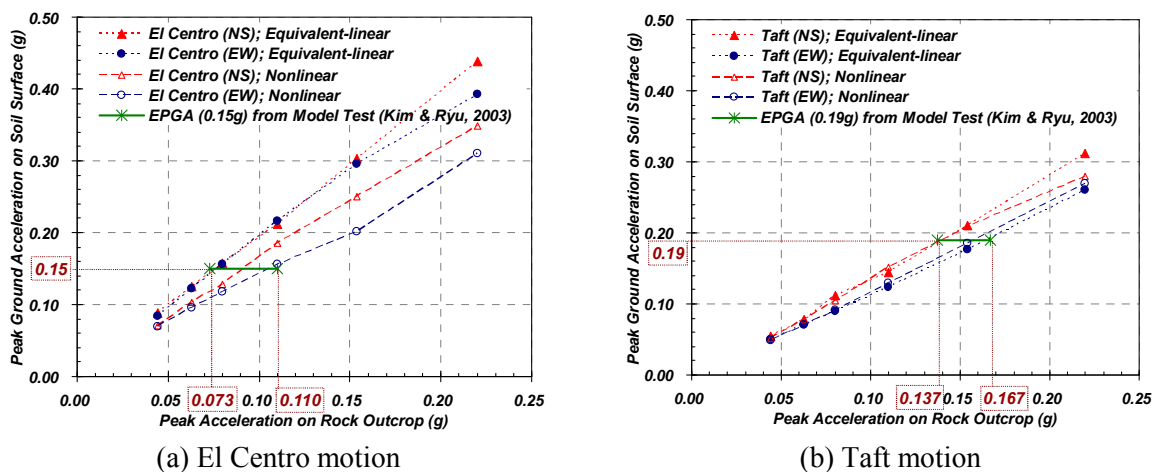 0.50
0.40
0.30
0.20
0.10
0.00
Peak Ground Acceleration on Soil Surface (g)
El Centro (NS); Equivalent-linear
El Centro (EW); Equivalent-linear
El Centro (NS); Nonlinear
El Centro (EW); Nonlinear
EPGA (0.15g) from Model Test (Kim & Ryu, 2003)
0.15
0.073
0.110
0.00 0.05 0.10 0.15 0.20 0.25
Peak Acceleration on Rock Outcrop (g)
(a) El Centro motion
0.50
0.40
0.30
0.20
0.10
0.00
Peak Ground Acceleration on Soil Surface (g)
Taft (NS); Equivalent-linear
Taft (EW); Equivalent-linear
Taft (NS); Nonlinear
Taft (EW); Nonlinear
EPGA (0.19g) from Model Test (Kim & Ryu, 2003)
0.19
0.137
0.167
0.00 0.05 0.10 0.15 0.20 0.25
Peak Acceleration on Rock Outcrop (g)
(b) Taft motion